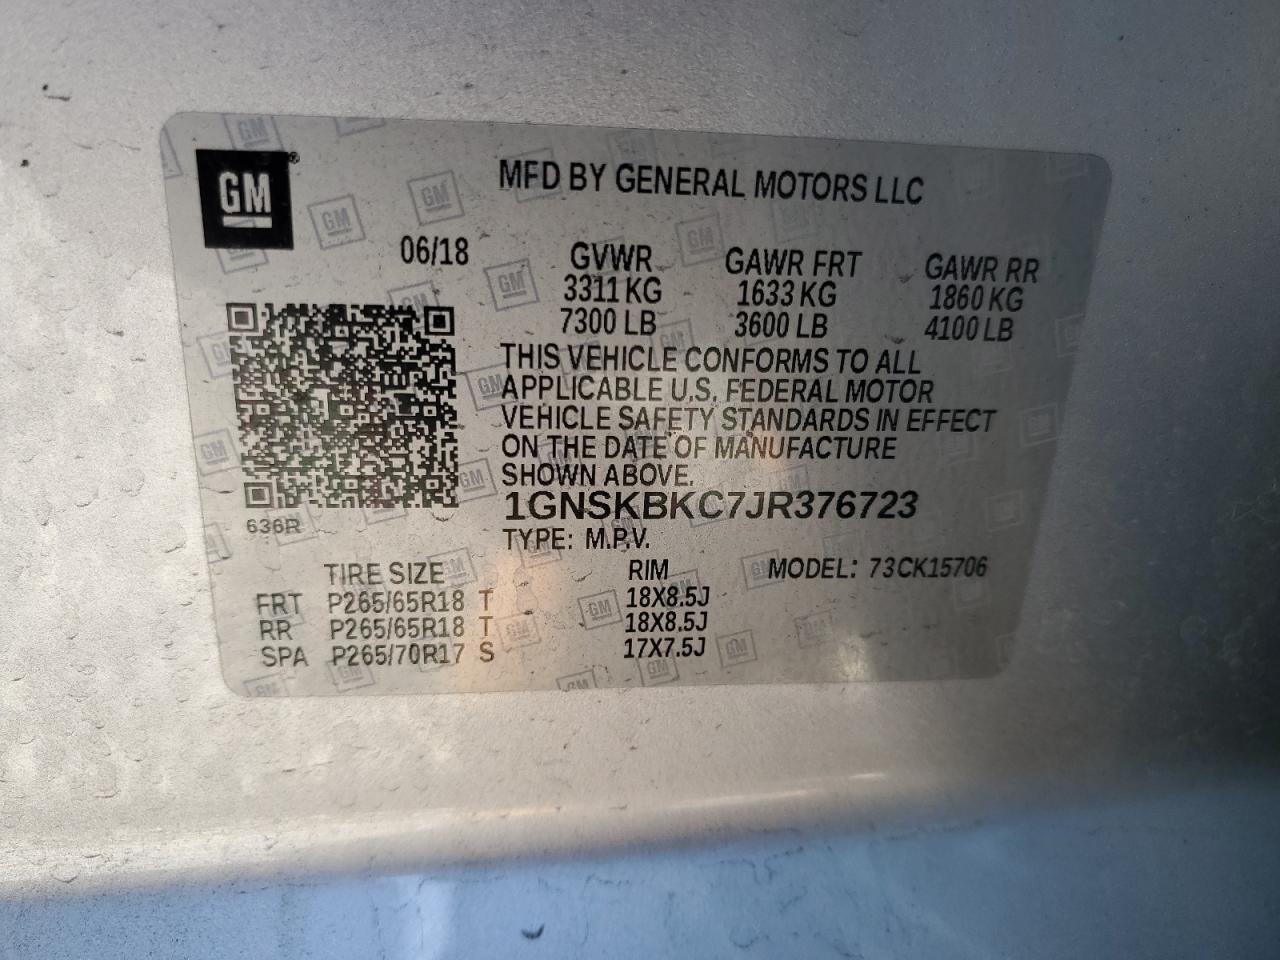 GM®
MFD BY GENERAL MOTORS LLC
06/18
GVWR GAWR FRT GAWR RR
3311 KG 1633 KG 1860 KG
7300 LB 3600 LB 4100 LB
THIS VEHICLE CONFORMS TO ALL
APPLICABLE U.S. FEDERAL MOTOR
VEHICLE SAFETY STANDARDS IN EFFECT
ON THE DATE OF MANUFACTURE
SHOWN ABOVE.
1GNSKBKC7JR376723
636R
TYPE: M.P.V.
TIRE SIZE RIM MODEL: 73CK15706
FRT P265/65R18 T 18X8.5J
RR P265/65R18 T 18X8.5J
SPA P265/70R17 S 17X7.5J